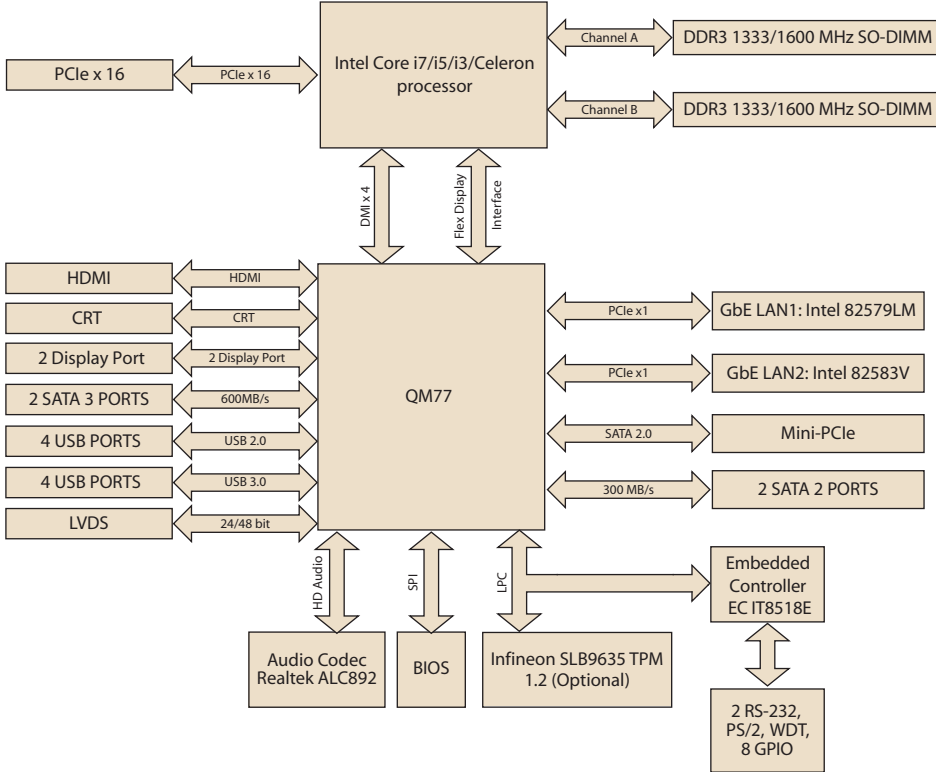 Intel Core i7/i5/i3/Celeron
processor
PCIe x 16
PCIe x 16
Channel A
DDR3 1333/1600 MHz SO-DIMM
Channel B
DDR3 1333/1600 MHz SO-DIMM
DMI x 4
Flex Display
Interface
QM77
HDMI
HDMI
CRT
CRT
2 Display Port
2 Display Port
2 SATA 3 PORTS
600MB/s
4 USB PORTS
USB 2.0
4 USB PORTS
USB 3.0
LVDS
24/48 bit
PCIe x1
GbE LAN1: Intel 82579LM
PCIe x1
GbE LAN2: Intel 82583V
SATA 2.0
Mini-PCIe
300 MB/s
2 SATA 2 PORTS
HD Audio
SPI
LPC
Audio Codec
Realtek ALC892
BIOS
Infineon SLB9635 TPM
1.2 (Optional)
Embedded
Controller
EC IT8518E
2 RS-232,
PS/2, WDT,
8 GPIO